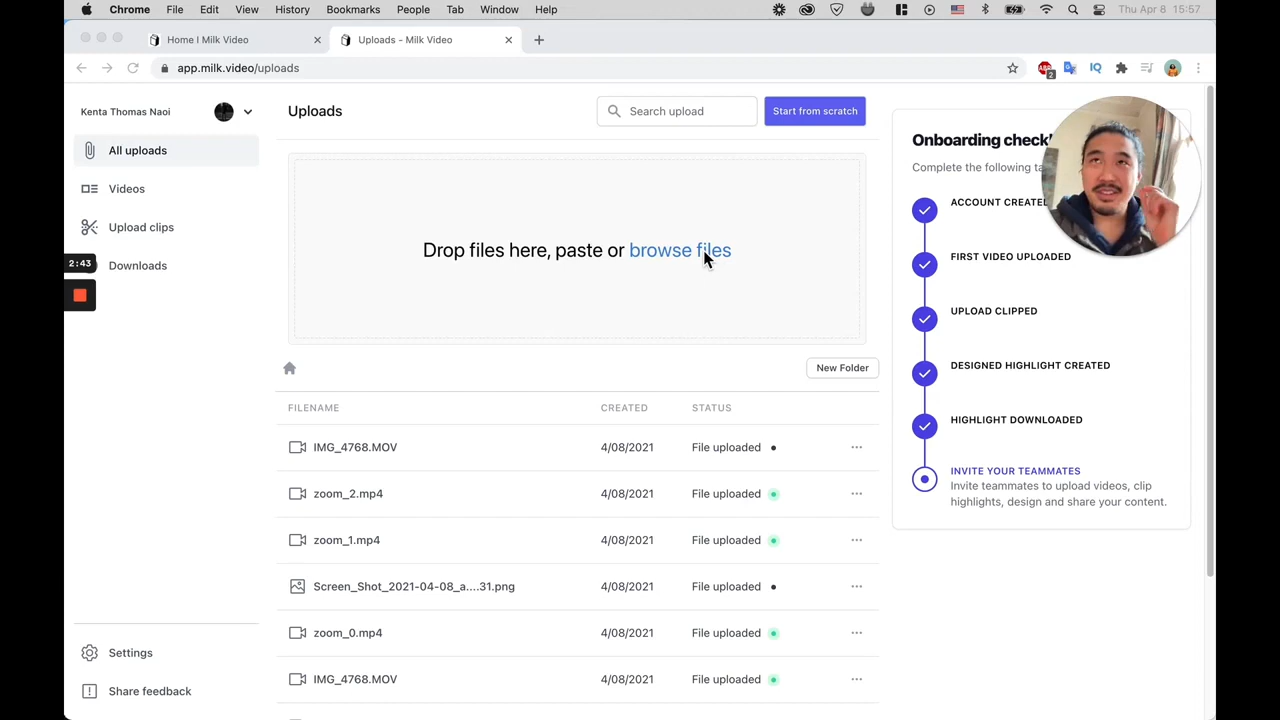 Chrome File Edit View History Bookmarks People Tab Window Help Thu Apr 8 15:57
Home | Milk Video
Uploads - Milk Video
app.milk.video/uploads
2
Kenta Thomas Naoi
Uploads
Search upload
Start from scratch
All uploads
Videos
Upload clips
2:43
Downloads
Drop files here, paste or browse files
New Folder
FILENAME CREATED STATUS
IMG_4768.MOV 4/08/2021 File uploaded
zoom_2.mp4 4/08/2021 File uploaded
zoom_1.mp4 4/08/2021 File uploaded
Screen_Shot_2021-04-08_a....31.png 4/08/2021 File uploaded
zoom_0.mp4 4/08/2021 File uploaded
IMG_4768.MOV 4/08/2021 File uploaded
Settings
Share feedback
Onboarding check
Complete the following ta
ACCOUNT CREATED
FIRST VIDEO UPLOADED
UPLOAD CLIPPED
DESIGNED HIGHLIGHT CREATED
HIGHLIGHT DOWNLOADED
INVITE YOUR TEAMMATES
Invite teammates to upload videos, clip
highlights, design and share your content.